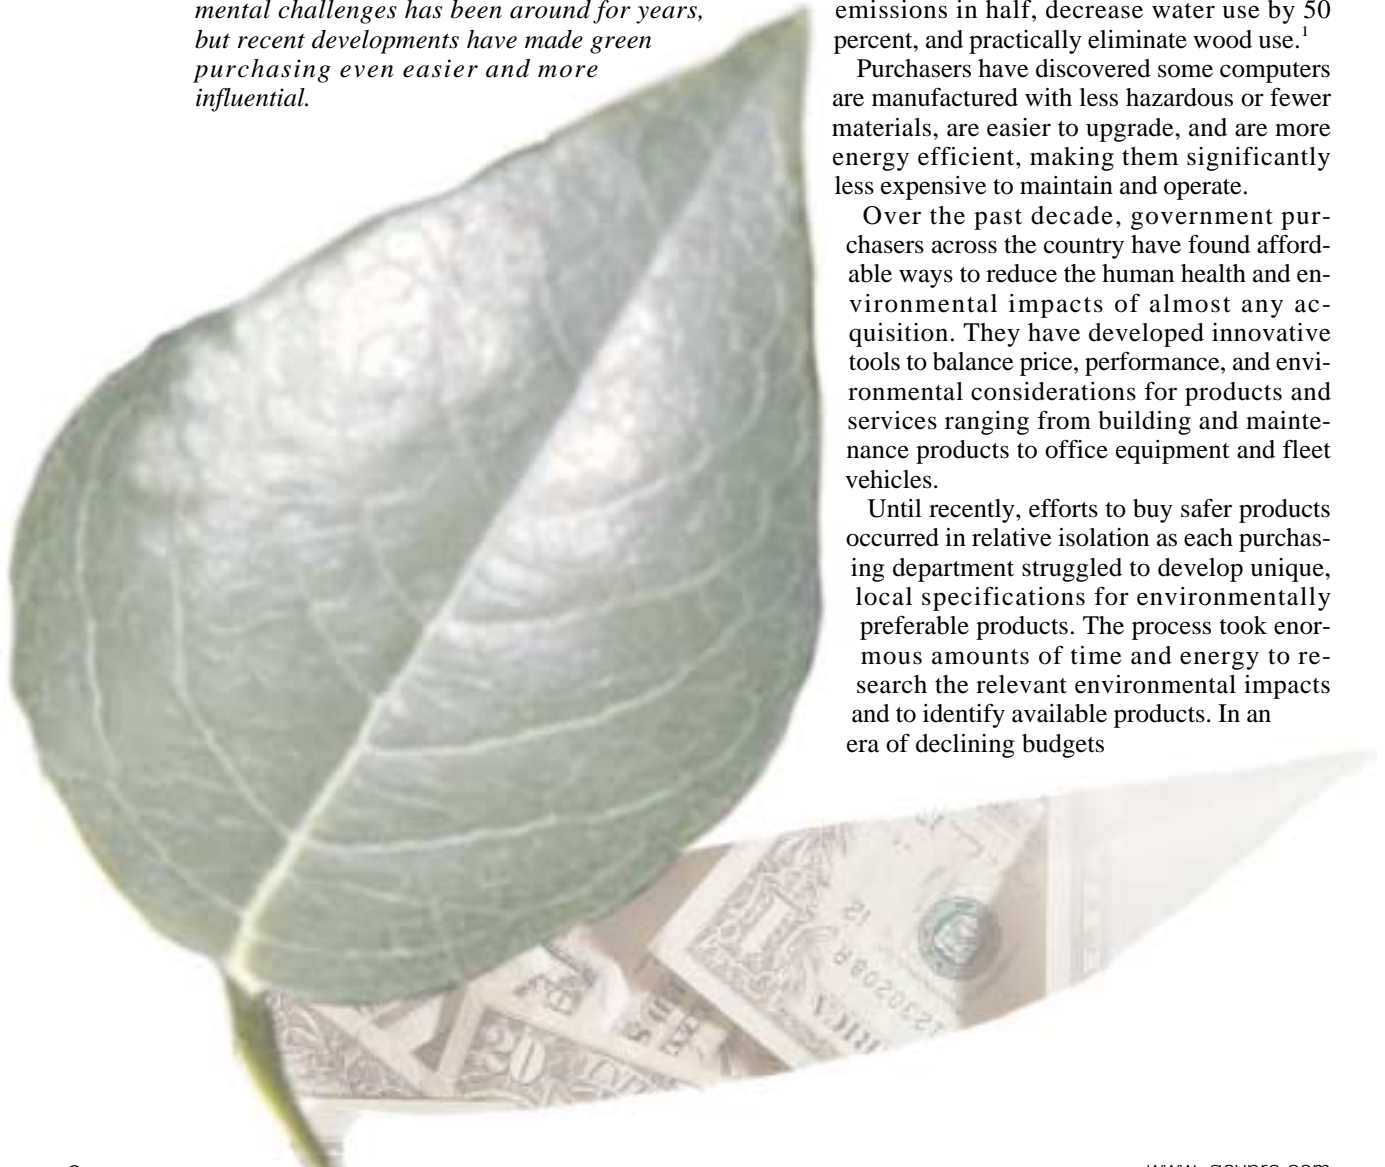 mental challenges has been around for years,
but recent developments have made green
purchasing even easier and more
influential.
emissions in half, decrease water use by 50
percent, and practically eliminate wood use.¹
Purchasers have discovered some computers
are manufactured with less hazardous or fewer
materials, are easier to upgrade, and are more
energy efficient, making them significantly
less expensive to maintain and operate.
Over the past decade, government pur-
chasers across the country have found afford-
able ways to reduce the human health and en-
vironmental impacts of almost any ac-
quisition. They have developed innovative
tools to balance price, performance, and envi-
ronmental considerations for products and
services ranging from building and mainte-
nance products to office equipment and fleet
vehicles.
Until recently, efforts to buy safer products
occurred in relative isolation as each purchas-
ing department struggled to develop unique,
local specifications for environmentally
preferable products. The process took enor-
mous amounts of time and energy to re-
search the relevant environmental impacts
and to identify available products. In an
era of declining budgets
20